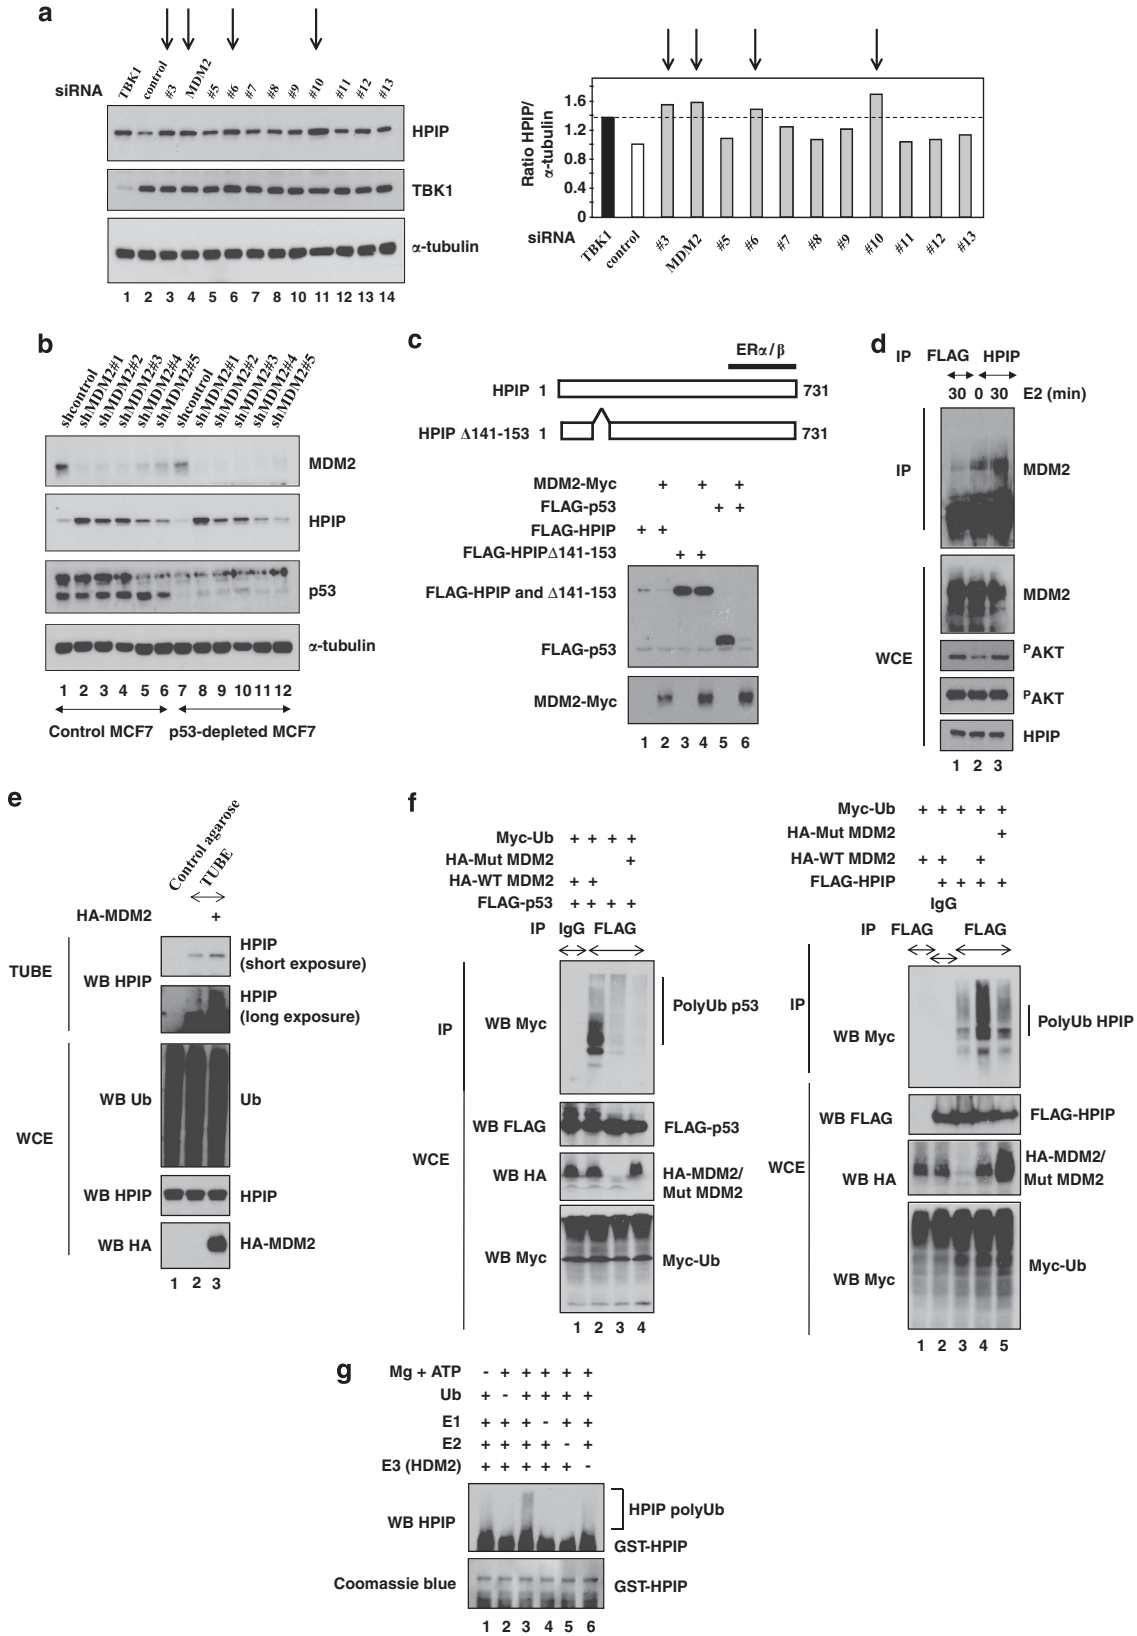 a
siRNA TBK1 control #3 MDM2 #5 #6 #7 #8 #9 #10 #11 #12 #13
HPIP
TBK1
α-tubulin
1 2 3 4 5 6 7 8 9 10 11 12 13 14
Ratio HPIP/
α-tubulin
1.6
1.2
0.8
0.4
0
siRNA TBK1 control #3 MDM2 #5 #6 #7 #8 #9 #10 #11 #12 #13
b
shcontrol shMDM2#1 shMDM2#2 shMDM2#3 shMDM2#4 shMDM2#5 shcontrol shMDM2#1 shMDM2#2 shMDM2#3 shMDM2#4 shMDM2#5
MDM2
HPIP
p53
α-tubulin
1 2 3 4 5 6 7 8 9 10 11 12
Control MCF7 p53-depleted MCF7
c
ERα/β
HPIP 1 731
HPIP Δ141-153 1 731
MDM2-Myc + + +
FLAG-p53 + +
FLAG-HPIP + +
FLAG-HPIPΔ141-153 + +
FLAG-HPIP and Δ141-153
FLAG-p53
MDM2-Myc
1 2 3 4 5 6
d
IP FLAG HPIP
30 0 30 E2 (min)
IP MDM2
MDM2
WCE PAKT
PAKT
HPIP
1 2 3
e
Control agarose
TUBE
HA-MDM2 +
TUBE WB HPIP
HPIP
(short exposure)
HPIP
(long exposure)
WCE
WB Ub Ub
WB HPIP HPIP
WB HA HA-MDM2
1 2 3
f
Myc-Ub + + + +
HA-Mut MDM2 +
HA-WT MDM2 + +
FLAG-p53 + + + +
IP IgG FLAG
IP WB Myc PolyUb p53
WCE
WB FLAG FLAG-p53
WB HA HA-MDM2/
Mut MDM2
WB Myc Myc-Ub
1 2 3 4
Myc-Ub + + + + +
HA-Mut MDM2 +
HA-WT MDM2 + + +
FLAG-HPIP + + + +
IgG
IP FLAG FLAG
IP WB Myc PolyUb HPIP
WCE
WB FLAG FLAG-HPIP
WB HA HA-MDM2/
Mut MDM2
WB Myc Myc-Ub
1 2 3 4 5
g
Mg + ATP - + + + + +
Ub + - + + + +
E1 + + + - + +
E2 + + + + - +
E3 (HDM2) + + + + + -
WB HPIP HPIP polyUb
GST-HPIP
Coomassie blue GST-HPIP
1 2 3 4 5 6